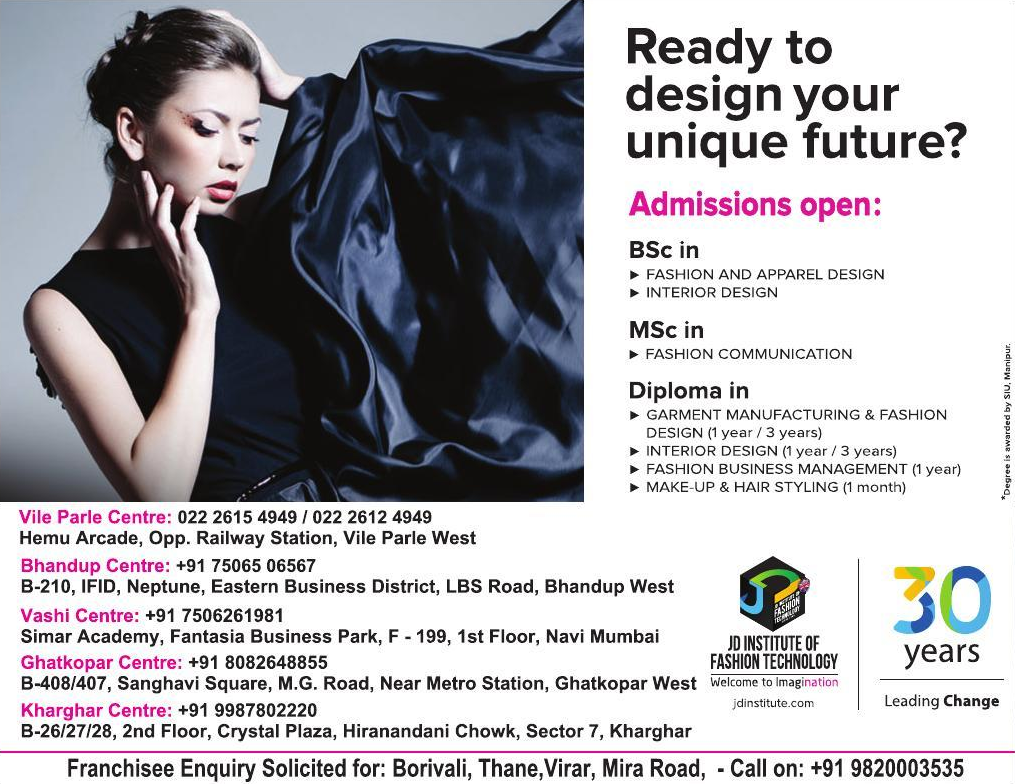 Ready to
design your
unique future?
Admissions open:
BSc in
► FASHION AND APPAREL DESIGN
► INTERIOR DESIGN
MSc in
► FASHION COMMUNICATION
Diploma in
► GARMENT MANUFACTURING & FASHION
DESIGN (1 year / 3 years)
► INTERIOR DESIGN (1 year / 3 years)
► FASHION BUSINESS MANAGEMENT (1 year)
► MAKE-UP & HAIR STYLING (1 month)
*Degree is awarded by SIU, Manipur.
Vile Parle Centre: 022 2615 4949 / 022 2612 4949
Hemu Arcade, Opp. Railway Station, Vile Parle West
Bhandup Centre: +91 75065 06567
B-210, IFID, Neptune, Eastern Business District, LBS Road, Bhandup West
Vashi Centre: +91 7506261981
Simar Academy, Fantasia Business Park, F - 199, 1st Floor, Navi Mumbai
Ghatkopar Centre: +91 8082648855
B-408/407, Sanghavi Square, M.G. Road, Near Metro Station, Ghatkopar West
Kharghar Centre: +91 9987802220
B-26/27/28, 2nd Floor, Crystal Plaza, Hiranandani Chowk, Sector 7, Kharghar
JD INSTITUTE OF
FASHION
TECHNOLOGY
JD INSTITUTE OF
FASHION TECHNOLOGY
Welcome to Imagination
jdinstitute.com
30
years
Leading Change
Franchisee Enquiry Solicited for: Borivali, Thane,Virar, Mira Road, - Call on: +91 9820003535